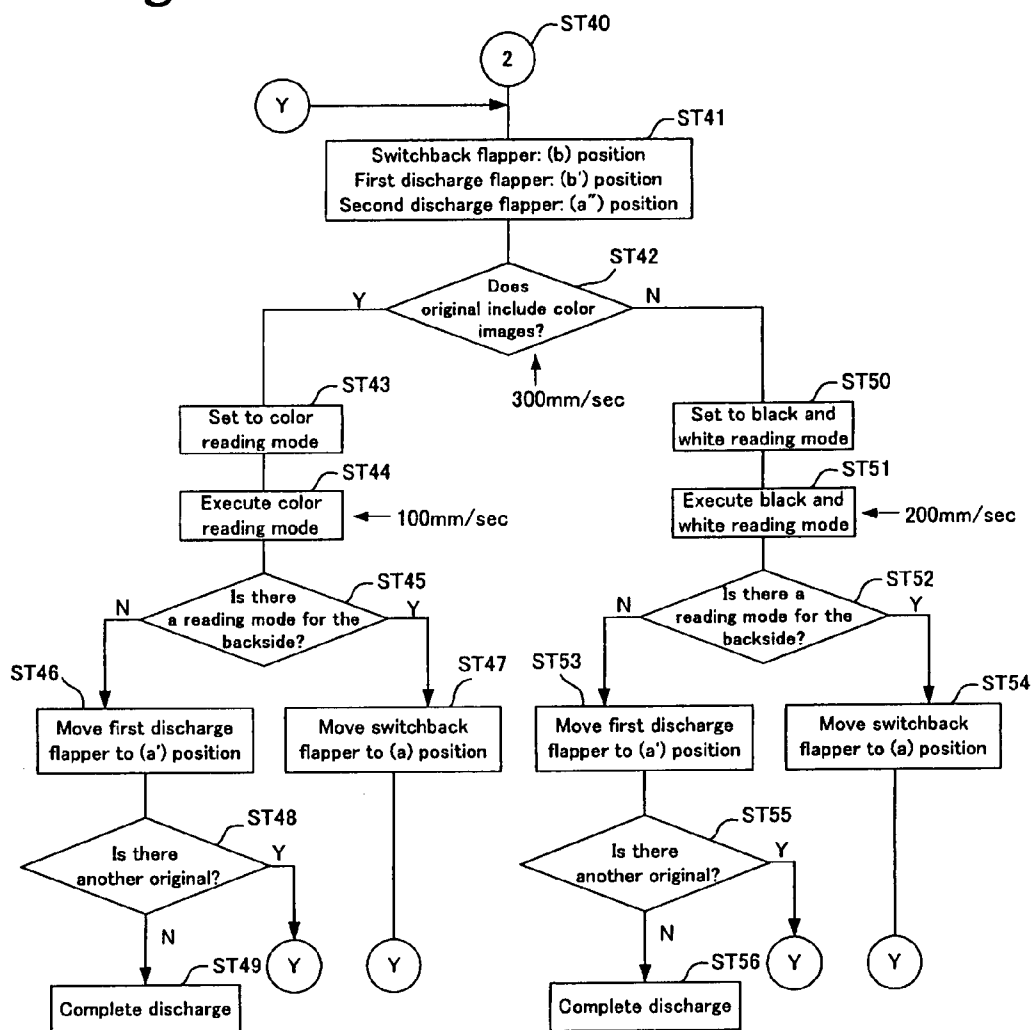 g
ST40
2
Y
ST41
Switchback flapper: (b) position
First discharge flapper: (b') position
Second discharge flapper: (a") position
ST42
Does
original include color
images?
Y
N
300mm/sec
ST43
Set to color
reading mode
ST50
Set to black and
white reading mode
ST44
Execute color
reading mode
100mm/sec
ST51
Execute black and
white reading mode
200mm/sec
ST45
Is there
a reading mode for the
backside?
N
Y
ST52
Is there a
reading mode for the
backside?
N
Y
ST46
Move first discharge
flapper to (a') position
ST47
Move switchback
flapper to (a) position
ST53
Move first discharge
flapper to (a') position
ST54
Move switchback
flapper to (a) position
ST48
Is there
another original?
Y
N
ST55
Is there
another original?
Y
N
ST49
Complete discharge
Y
Y
ST56
Complete discharge
Y
Y